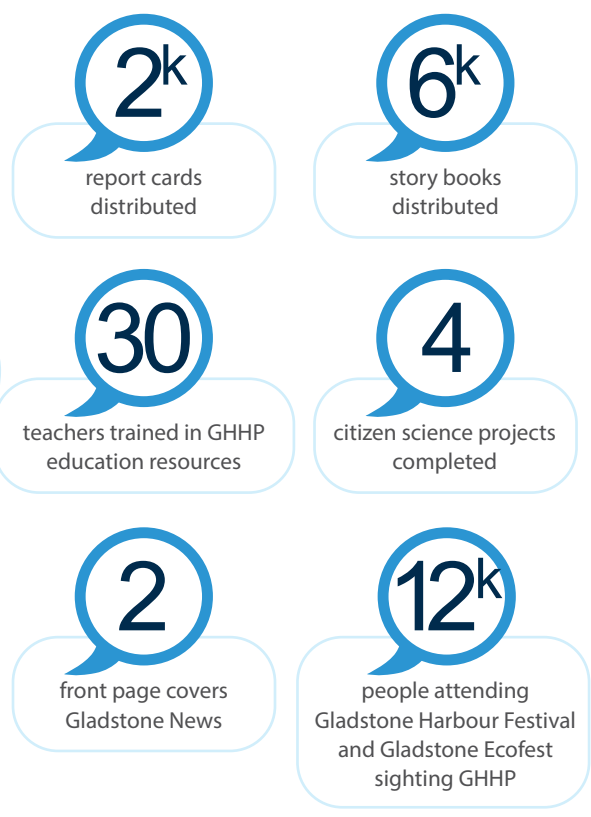 2k
report cards
distributed
6k
story books
distributed
30
teachers trained in GHHP
education resources
4
citizen science projects
completed
2
front page covers
Gladstone News
12k
people attending
Gladstone Harbour Festival
and Gladstone Ecofest
sighting GHHP